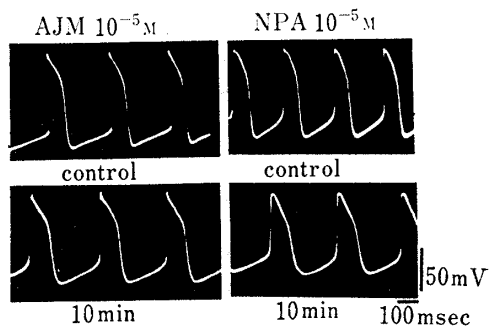 AJM 10⁻⁵M
NPA 10⁻⁵M
control
control
10min
10min
50mV
100msec